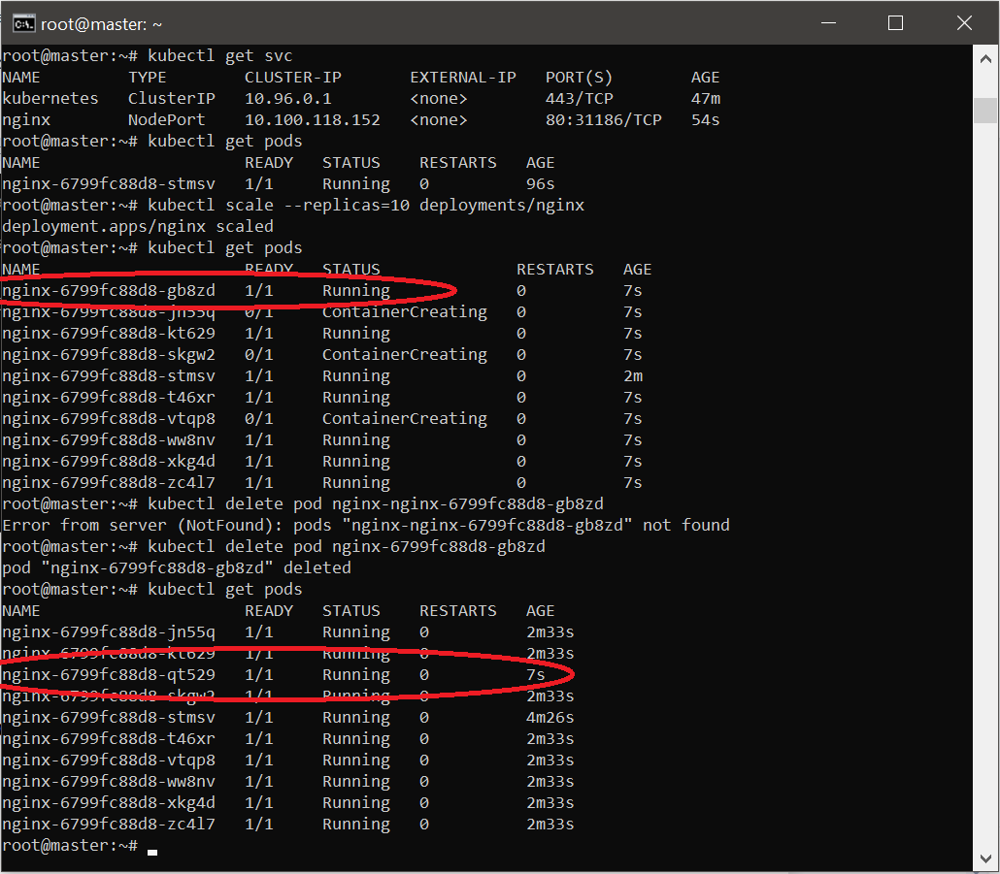 root@master: ~
root@master:~# kubectl get svc
NAME         TYPE        CLUSTER-IP       EXTERNAL-IP   PORT(S)        AGE
kubernetes   ClusterIP   10.96.0.1        <none>        443/TCP        47m
nginx        NodePort    10.100.118.152   <none>        80:31186/TCP   54s
root@master:~# kubectl get pods
NAME                     READY   STATUS    RESTARTS   AGE
nginx-6799fc88d8-stmsv   1/1     Running   0          96s
root@master:~# kubectl scale --replicas=10 deployments/nginx
deployment.apps/nginx scaled
root@master:~# kubectl get pods
NAME                     READY   STATUS              RESTARTS   AGE
nginx-6799fc88d8-gb8zd   1/1     Running             0          7s
nginx-6799fc88d8-jn55q   0/1     ContainerCreating   0          7s
nginx-6799fc88d8-kt629   1/1     Running             0          7s
nginx-6799fc88d8-skgw2   0/1     ContainerCreating   0          7s
nginx-6799fc88d8-stmsv   1/1     Running             0          2m
nginx-6799fc88d8-t46xr   1/1     Running             0          7s
nginx-6799fc88d8-vtqp8   0/1     ContainerCreating   0          7s
nginx-6799fc88d8-ww8nv   1/1     Running             0          7s
nginx-6799fc88d8-xkg4d   1/1     Running             0          7s
nginx-6799fc88d8-zc4l7   1/1     Running             0          7s
root@master:~# kubectl delete pod nginx-nginx-6799fc88d8-gb8zd
Error from server (NotFound): pods "nginx-nginx-6799fc88d8-gb8zd" not found
root@master:~# kubectl delete pod nginx-6799fc88d8-gb8zd
pod "nginx-6799fc88d8-gb8zd" deleted
root@master:~# kubectl get pods
NAME                     READY   STATUS    RESTARTS   AGE
nginx-6799fc88d8-jn55q   1/1     Running   0          2m33s
nginx-6799fc88d8-kt629   1/1     Running   0          2m33s
nginx-6799fc88d8-qt529   1/1     Running   0          7s
nginx-6799fc88d8-skgw2   1/1     Running   0          2m33s
nginx-6799fc88d8-stmsv   1/1     Running   0          4m26s
nginx-6799fc88d8-t46xr   1/1     Running   0          2m33s
nginx-6799fc88d8-vtqp8   1/1     Running   0          2m33s
nginx-6799fc88d8-ww8nv   1/1     Running   0          2m33s
nginx-6799fc88d8-xkg4d   1/1     Running   0          2m33s
nginx-6799fc88d8-zc4l7   1/1     Running   0          2m33s
root@master:~#